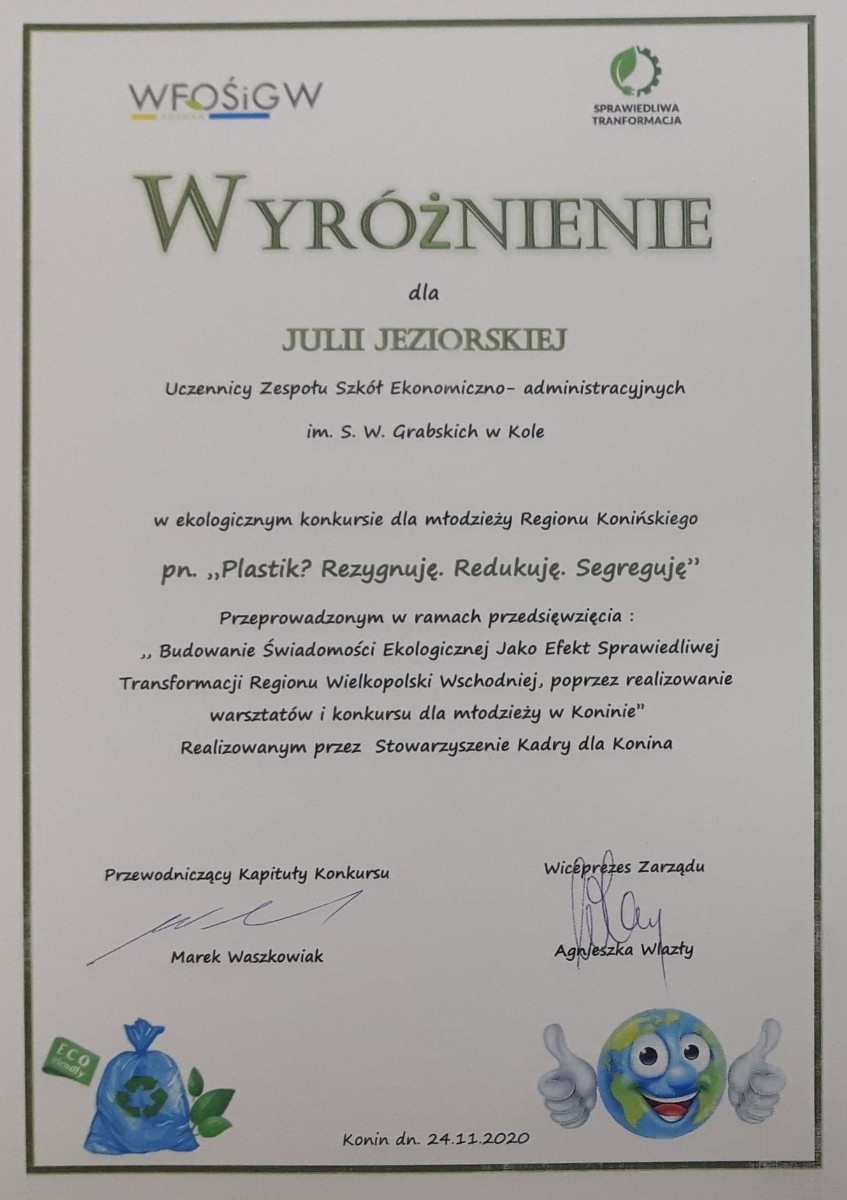 WFOŚiGW
POZNAŃ
SPRAWIEDLIWA
TRANFORMACJA
WYRÓŻNIENIE
dla
JULII JEZIORSKIEJ
Uczennicy Zespołu Szkół Ekonomiczno- administracyjnych
im. S. W. Grabskich w Kole
w ekologicznym konkursie dla młodzieży Regionu Konińskiego
pn. ,,Plastik? Rezygnuję. Redukuję. Segreguję”
Przeprowadzonym w ramach przedsięwzięcia :
,, Budowanie Świadomości Ekologicznej Jako Efekt Sprawiedliwej
Transformacji Regionu Wielkopolski Wschodniej, poprzez realizowanie
warsztatów i konkursu dla młodzieży w Koninie”
Realizowanym przez Stowarzyszenie Kadry dla Konina
Przewodniczący Kapituły Konkursu
Wiceprezes Zarządu
Marek Waszkowiak
Agnieszka Wlazły
ECO
friendly
Konin dn. 24.11.2020